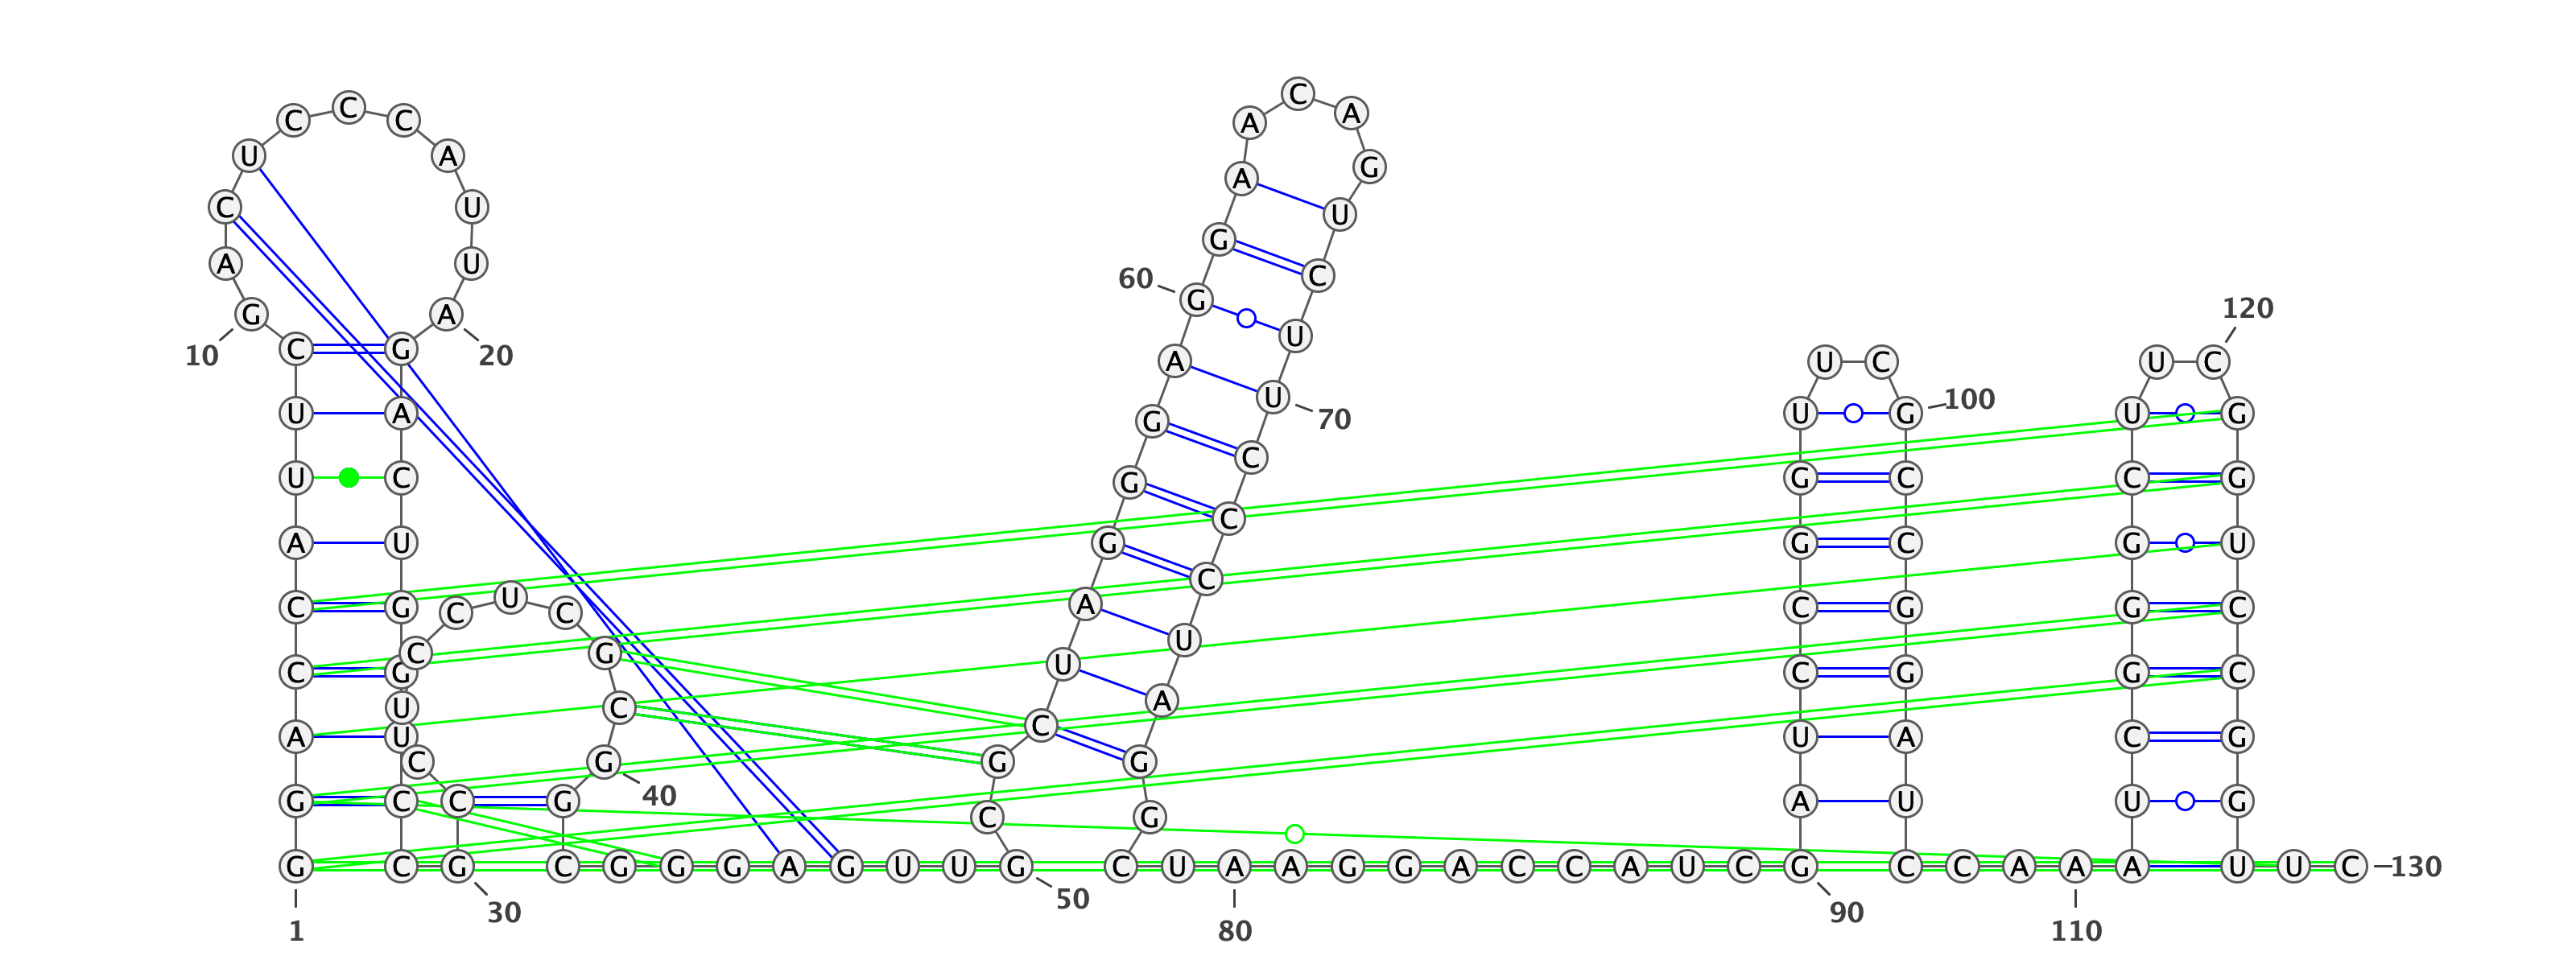 G
1
G A C C A U U C
G
10
A C U C C C A U U
A
20
G A C U G G U C C
G
30
C C U C C U C G C
G
40
G C G G G A G U U
G
50
C G C U A G G G A
G
60
G A A C A G U C U
U
70
C C C U A G G C U
A
80
A G G A C C A U C
G
90
A U C C G G U U C
G
100
C C G G A U C C A
A
110
A U C G G G C U U
C
120
G G U C C G G U U
C
130